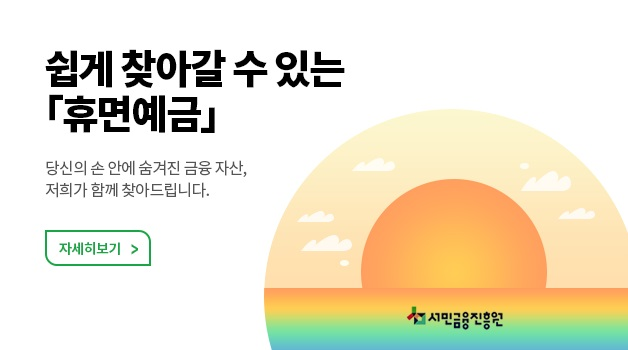 쉽게 찾아갈 수 있는
「휴면예금」
당신의 손 안에 숨겨진 금융 자산,
저희가 함께 찾아드립니다.
자세히보기 >
서민금융진흥원